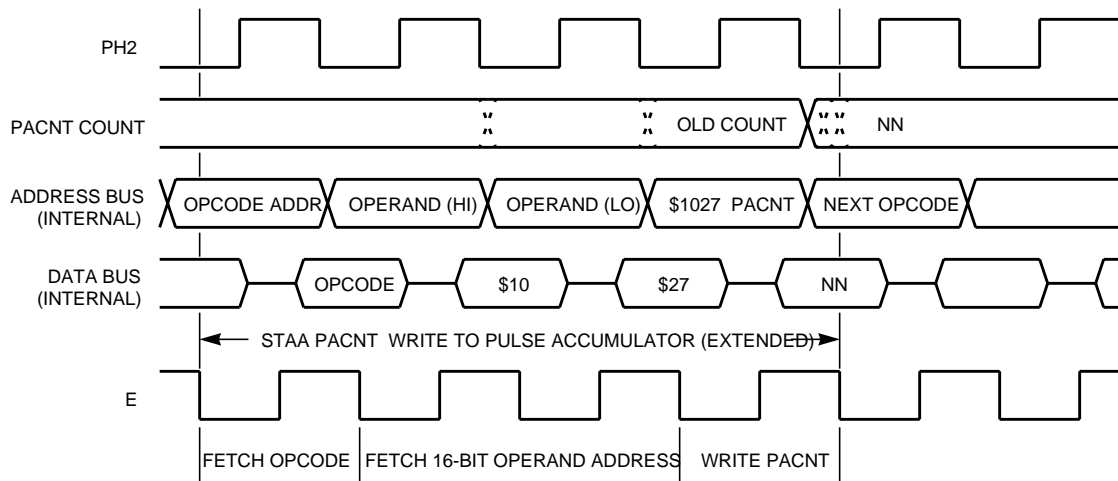 PH2
PACNT COUNT
OLD COUNT
NN
ADDRESS BUS
(INTERNAL)
OPCODE ADDR
OPERAND (HI)
OPERAND (LO)
$1027 PACNT
NEXT OPCODE
DATA BUS
(INTERNAL)
OPCODE
$10
$27
NN
STAA PACNT WRITE TO PULSE ACCUMULATOR (EXTENDED)
E
FETCH OPCODE
FETCH 16-BIT OPERAND ADDRESS
WRITE PACNT